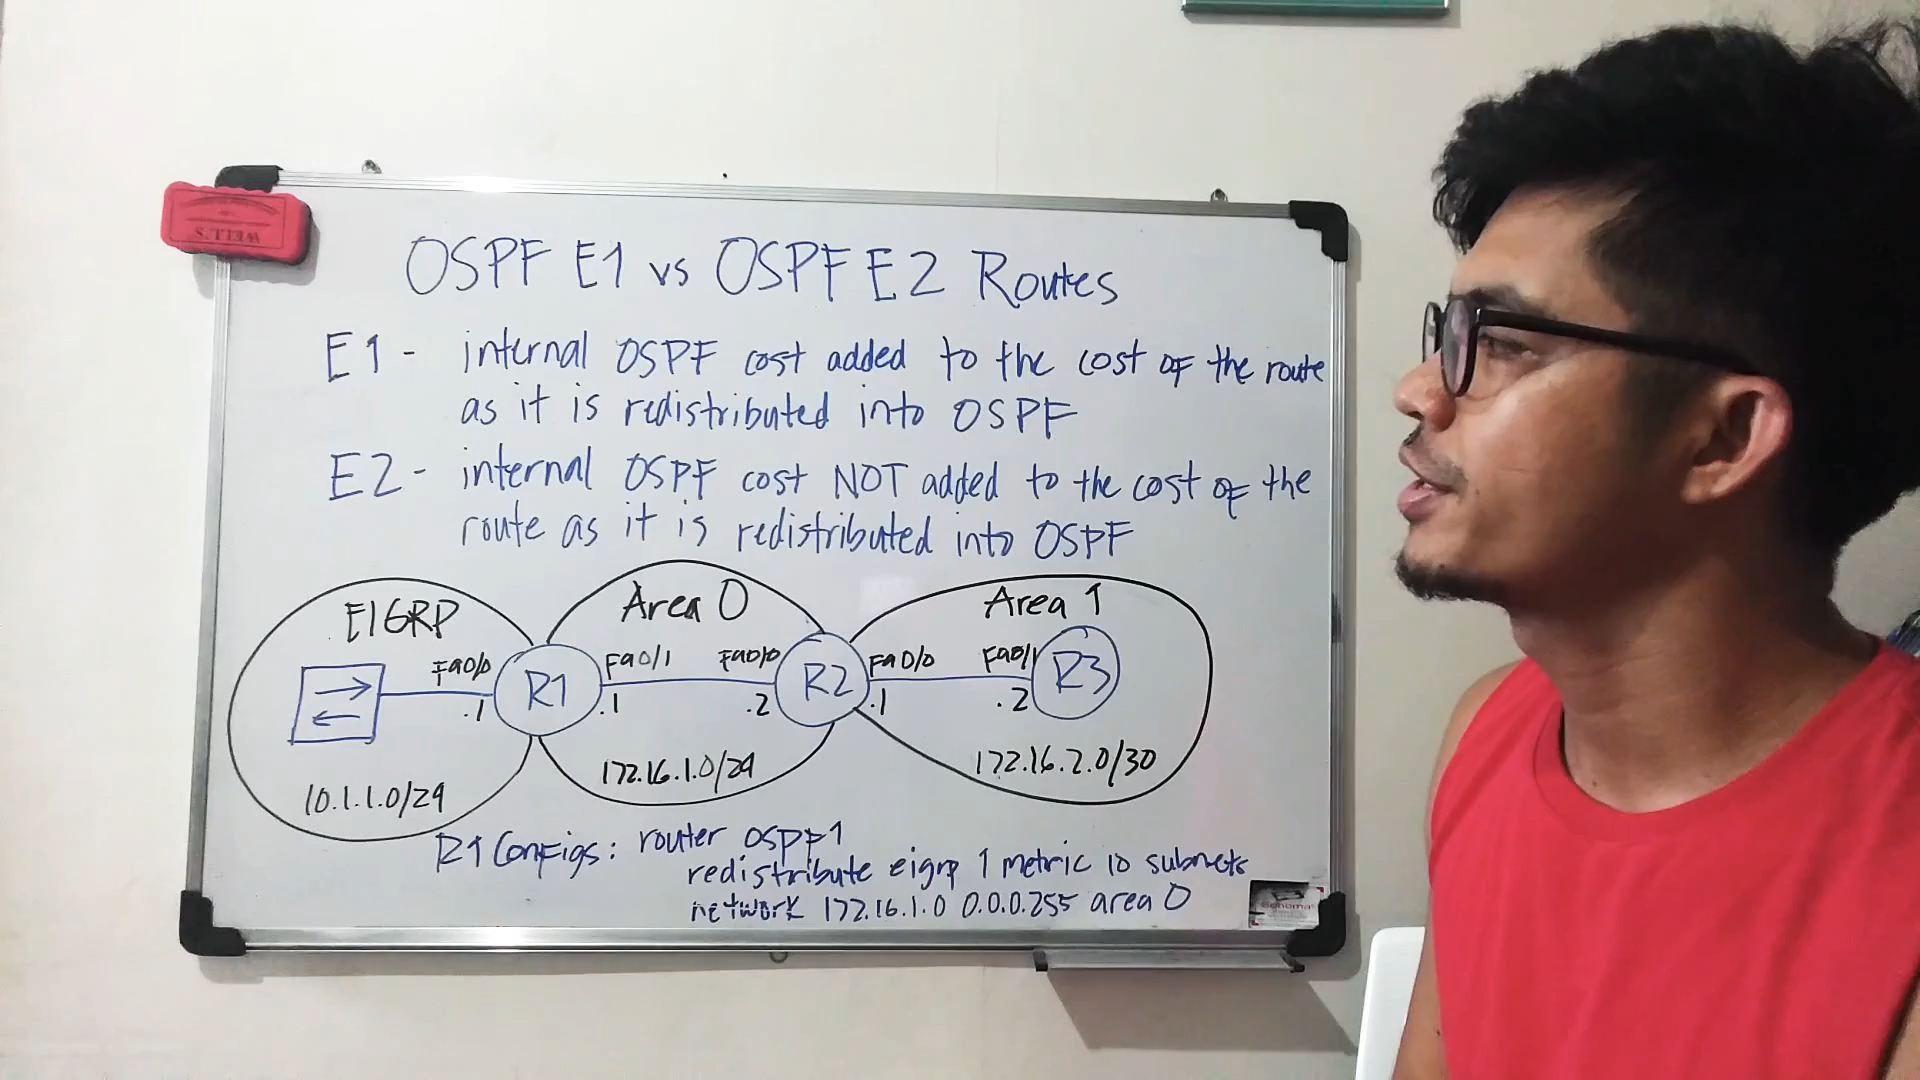 WELL'S
OSPF E1 vs OSPF E2 Routes
E1 - internal OSPF cost added to the cost of the route
as it is redistributed into OSPF
E2 - internal OSPF cost NOT added to the cost of the
route as it is redistributed into OSPF
EIGRP
Area 0
Area 1
Fa0/0
R1
Fa0/1
Fa0/0
R2
Fa0/0
Fa0/1
R3
.1
.1
.2
.1
.2
10.1.1.0/24
172.16.1.0/24
172.16.2.0/30
R1 Configs: router ospf 1
redistribute eigrp 1 metric 10 subnets
network 172.16.1.0 0.0.0.255 area 0